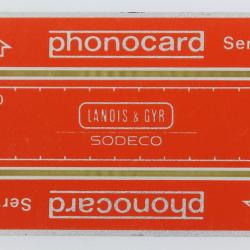 phonocard Ser
LANDIS & GYR
SODECO
phonocard Ser